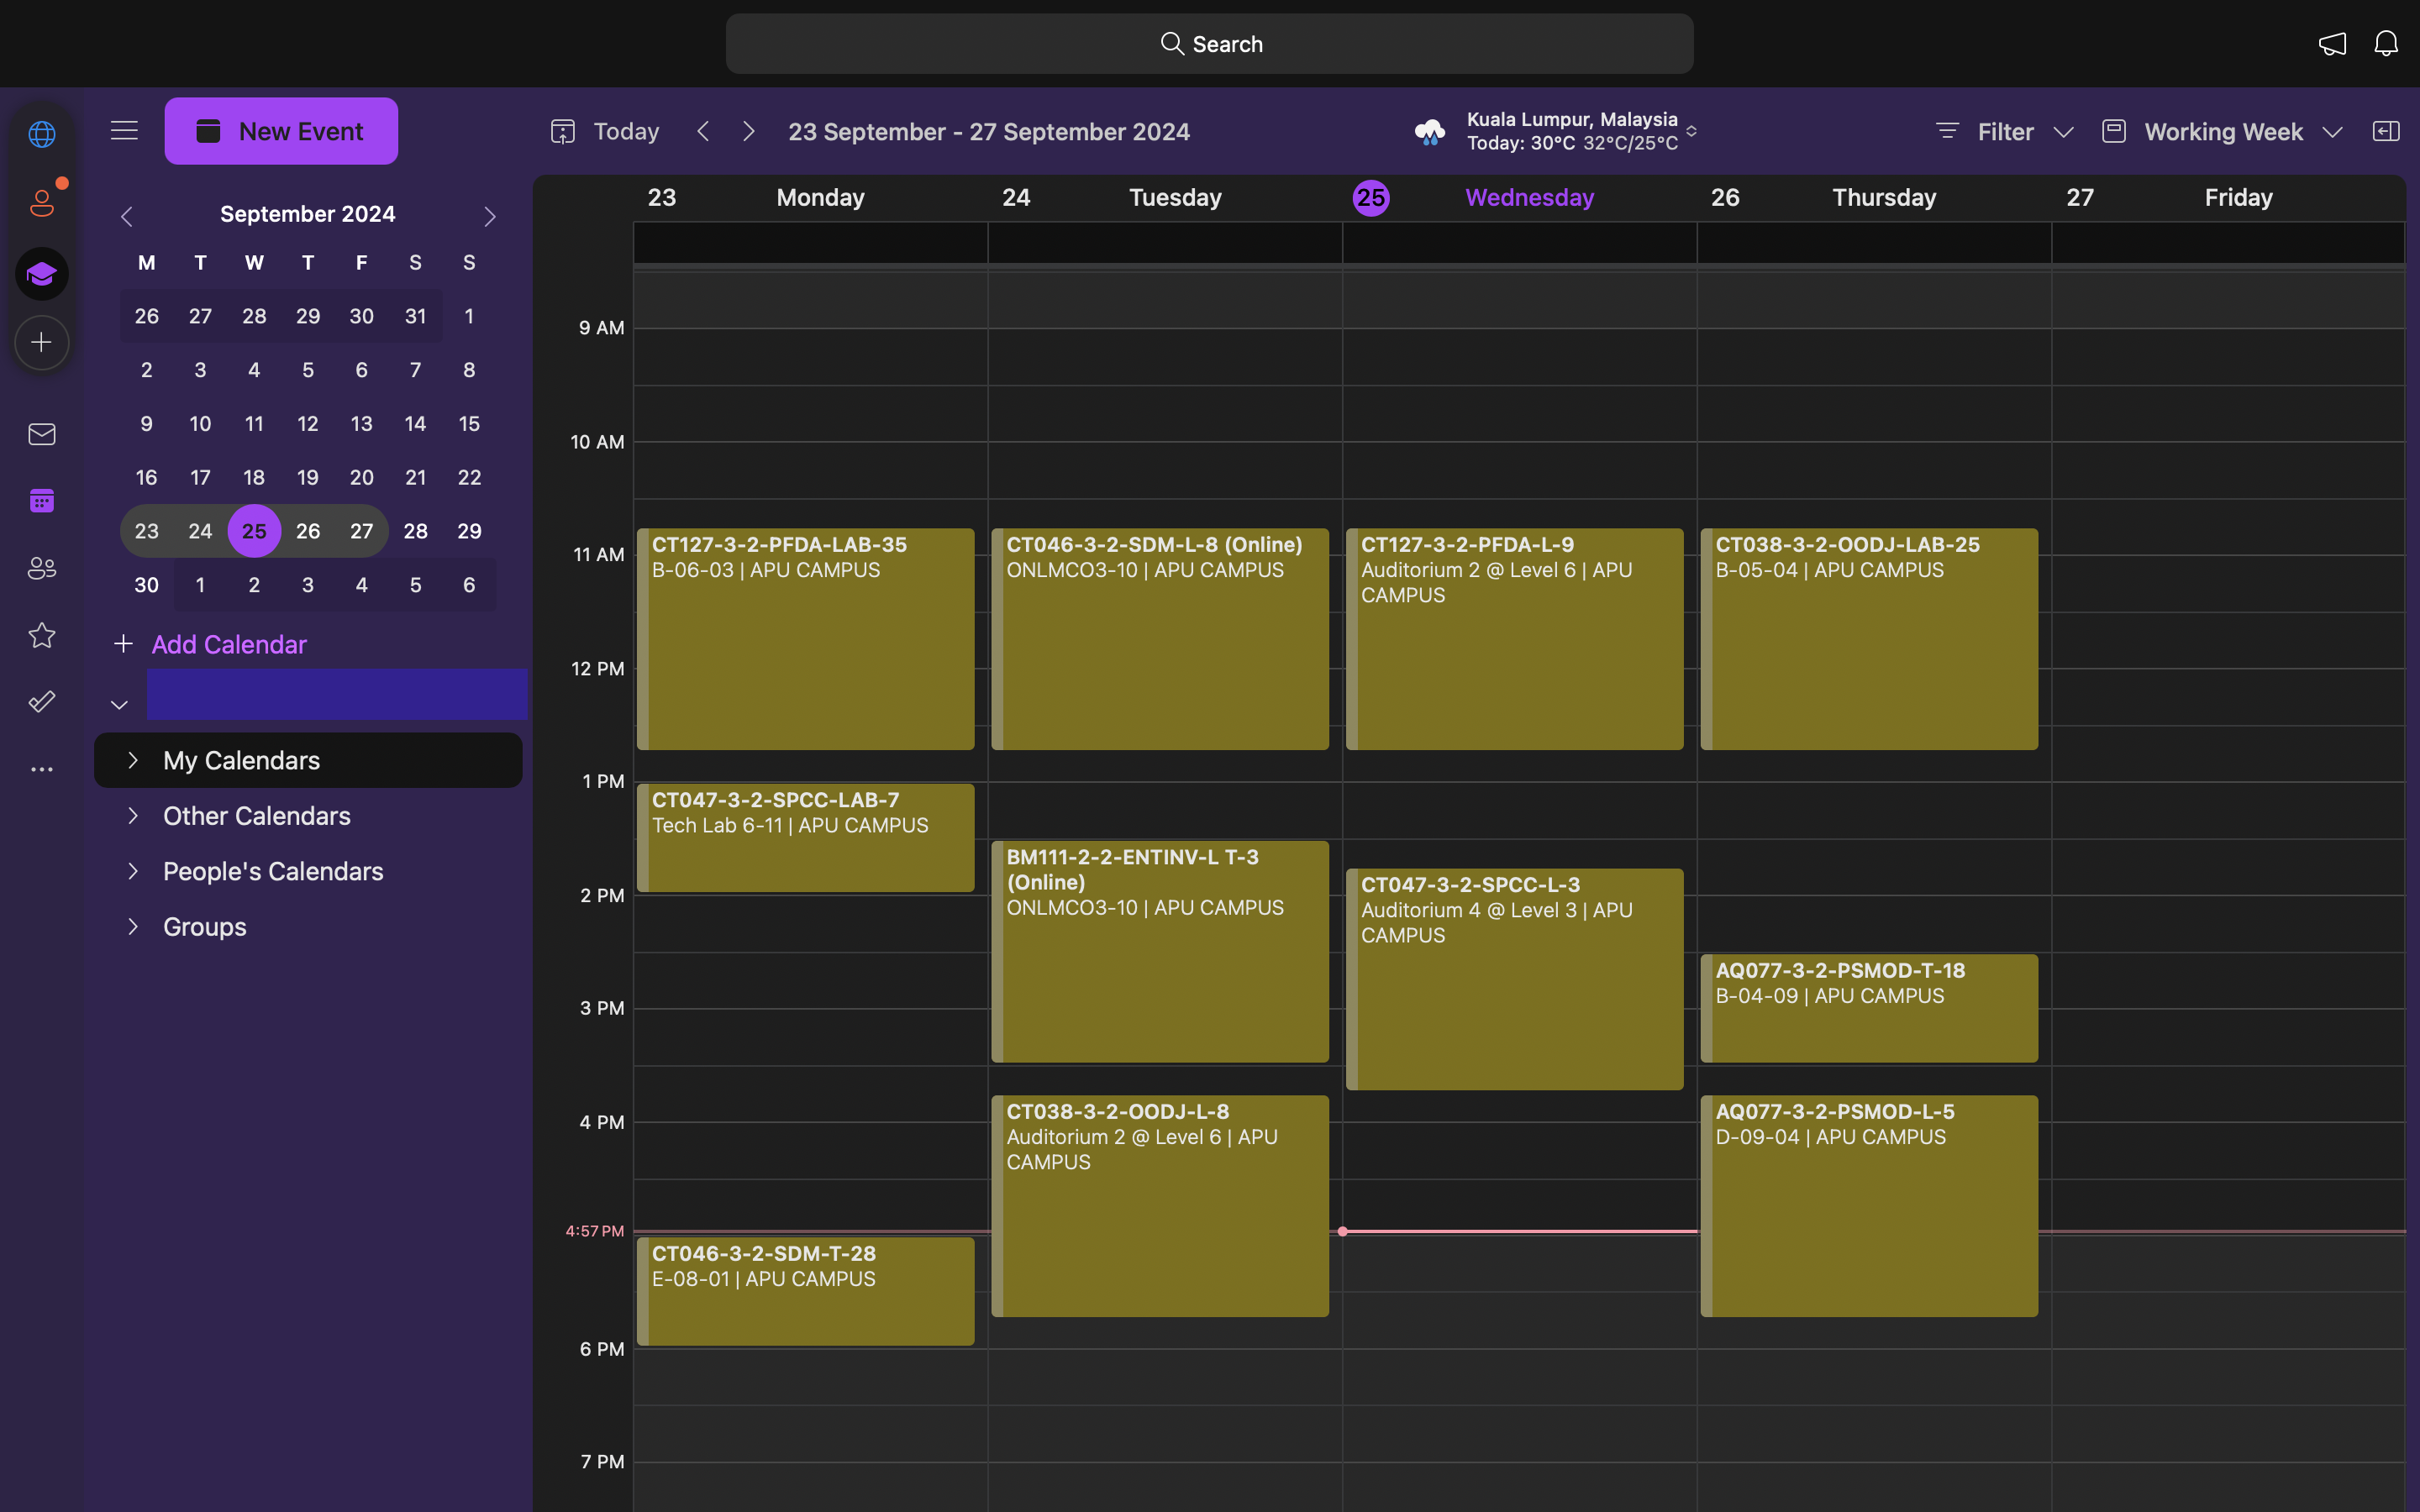 Search
New Event
Today
23 September - 27 September 2024
Kuala Lumpur, Malaysia
Today: 30°C 32°C/25°C
Filter
Working Week
September 2024
M T W T F S S
26 27 28 29 30 31 1
2 3 4 5 6 7 8
9 10 11 12 13 14 15
16 17 18 19 20 21 22
23 24 25 26 27 28 29
30 1 2 3 4 5 6
Add Calendar
My Calendars
Other Calendars
People's Calendars
Groups
23 Monday 24 Tuesday 25 Wednesday 26 Thursday 27 Friday
9 AM
10 AM
11 AM
12 PM
1 PM
2 PM
3 PM
4 PM
4:57 PM
6 PM
7 PM
CT127-3-2-PFDA-LAB-35
B-06-03 | APU CAMPUS
CT047-3-2-SPCC-LAB-7
Tech Lab 6-11 | APU CAMPUS
CT046-3-2-SDM-T-28
E-08-01 | APU CAMPUS
CT046-3-2-SDM-L-8 (Online)
ONLMCO3-10 | APU CAMPUS
BM111-2-2-ENTINV-L T-3
(Online)
ONLMCO3-10 | APU CAMPUS
CT038-3-2-OODJ-L-8
Auditorium 2 @ Level 6 | APU
CAMPUS
CT127-3-2-PFDA-L-9
Auditorium 2 @ Level 6 | APU
CAMPUS
CT047-3-2-SPCC-L-3
Auditorium 4 @ Level 3 | APU
CAMPUS
CT038-3-2-OODJ-LAB-25
B-05-04 | APU CAMPUS
AQ077-3-2-PSMOD-T-18
B-04-09 | APU CAMPUS
AQ077-3-2-PSMOD-L-5
D-09-04 | APU CAMPUS